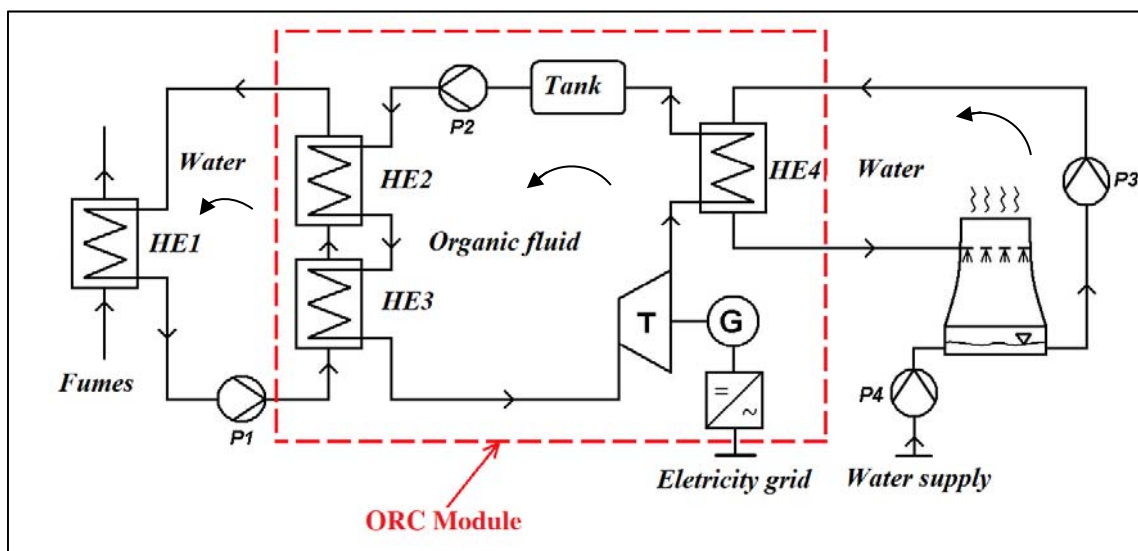 Water
Tank
P2
HE2
HE4
Water
P3
HE1
Organic fluid
HE3
T
G
Fumes
P1
=
~
P4
Eletricity grid
Water supply
ORC Module